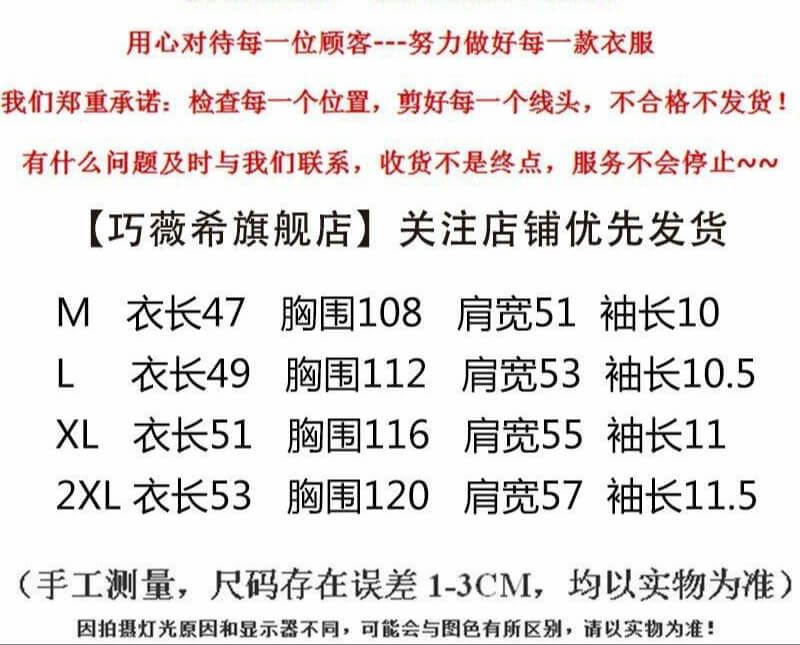 用心对待每一位顾客---努力做好每一款衣服
我们郑重承诺：检查每一个位置，剪好每一个线头，不合格不发货！
有什么问题及时与我们联系，收货不是终点，服务不会停止~~
【巧薇希旗舰店】关注店铺优先发货
M 衣长47 胸围108 肩宽51 袖长10
L 衣长49 胸围112 肩宽53 袖长10.5
XL 衣长51 胸围116 肩宽55 袖长11
2XL 衣长53 胸围120 肩宽57 袖长11.5
（手工测量，尺码存在误差1-3CM，均以实物为准）
因拍摄灯光原因和显示器不同，可能会与图色有所区别，请以实物为准！